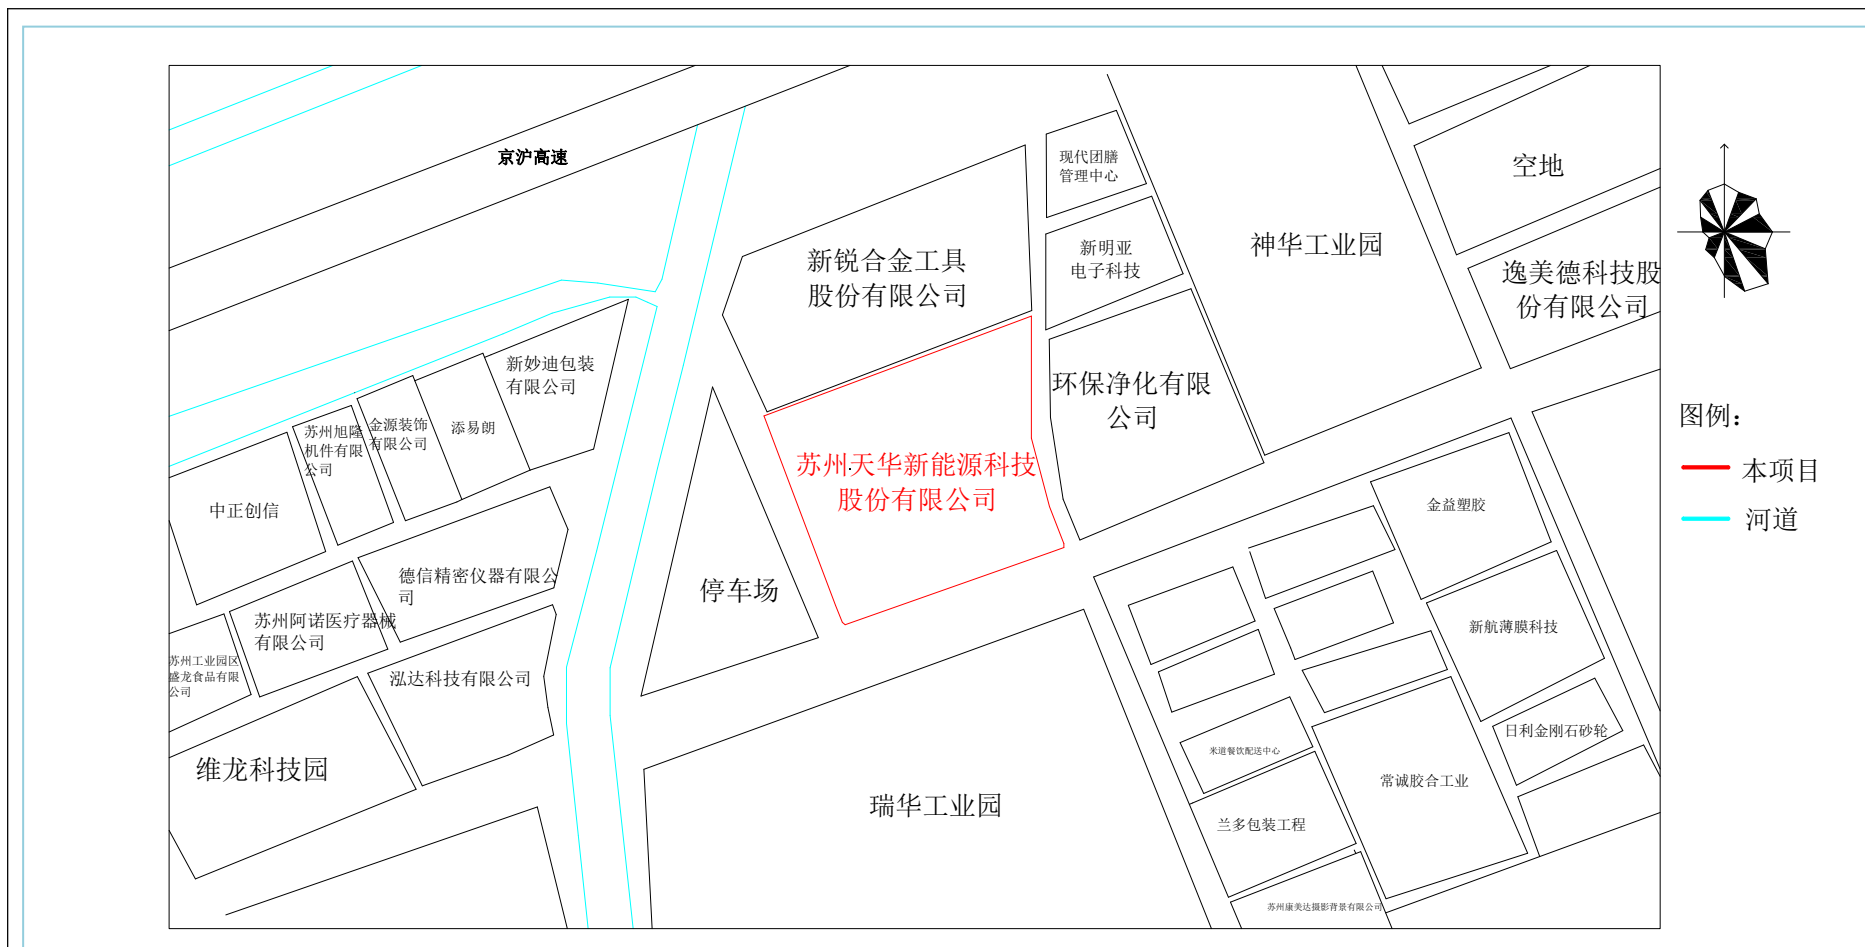 京沪高速
现代团膳
管理中心
空地
新锐合金工具
股份有限公司
新明亚
电子科技
神华工业园
逸美德科技股
份有限公司
新妙迪包装
有限公司
环保净化有限
公司
图例：
本项目
河道
苏州旭隆
机件有限
公司
金源装饰
有限公司
添易朗
苏州天华新能源科技
股份有限公司
中正创信
金益塑胶
德信精密仪器有限公
司
停车场
苏州阿诺医疗器械
有限公司
新航薄膜科技
苏州工业园区
盛龙食品有限
公司
泓达科技有限公司
日利金刚石砂轮
米道餐饮配送中心
维龙科技园
常诚胶合工业
瑞华工业园
兰多包装工程
苏州康美达摄影背景有限公司